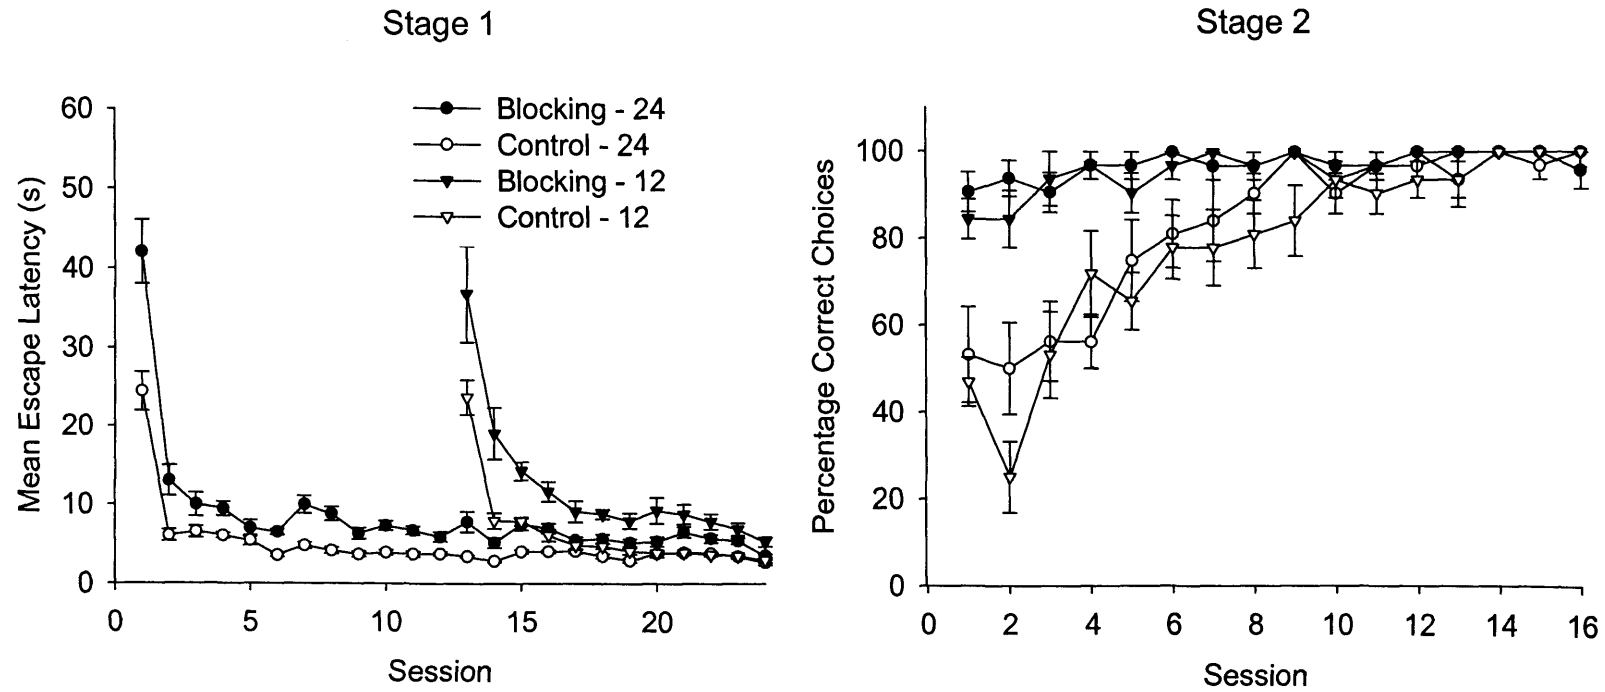 Stage 1
Stage 2
Blocking - 24
Control - 24
Blocking - 12
Control - 12
Mean Escape Latency (s)
60
50
40
30
20
10
0
0 5 10 15 20
Session
Percentage Correct Choices
100
80
60
40
20
0
0 2 4 6 8 10 12 14 16
Session